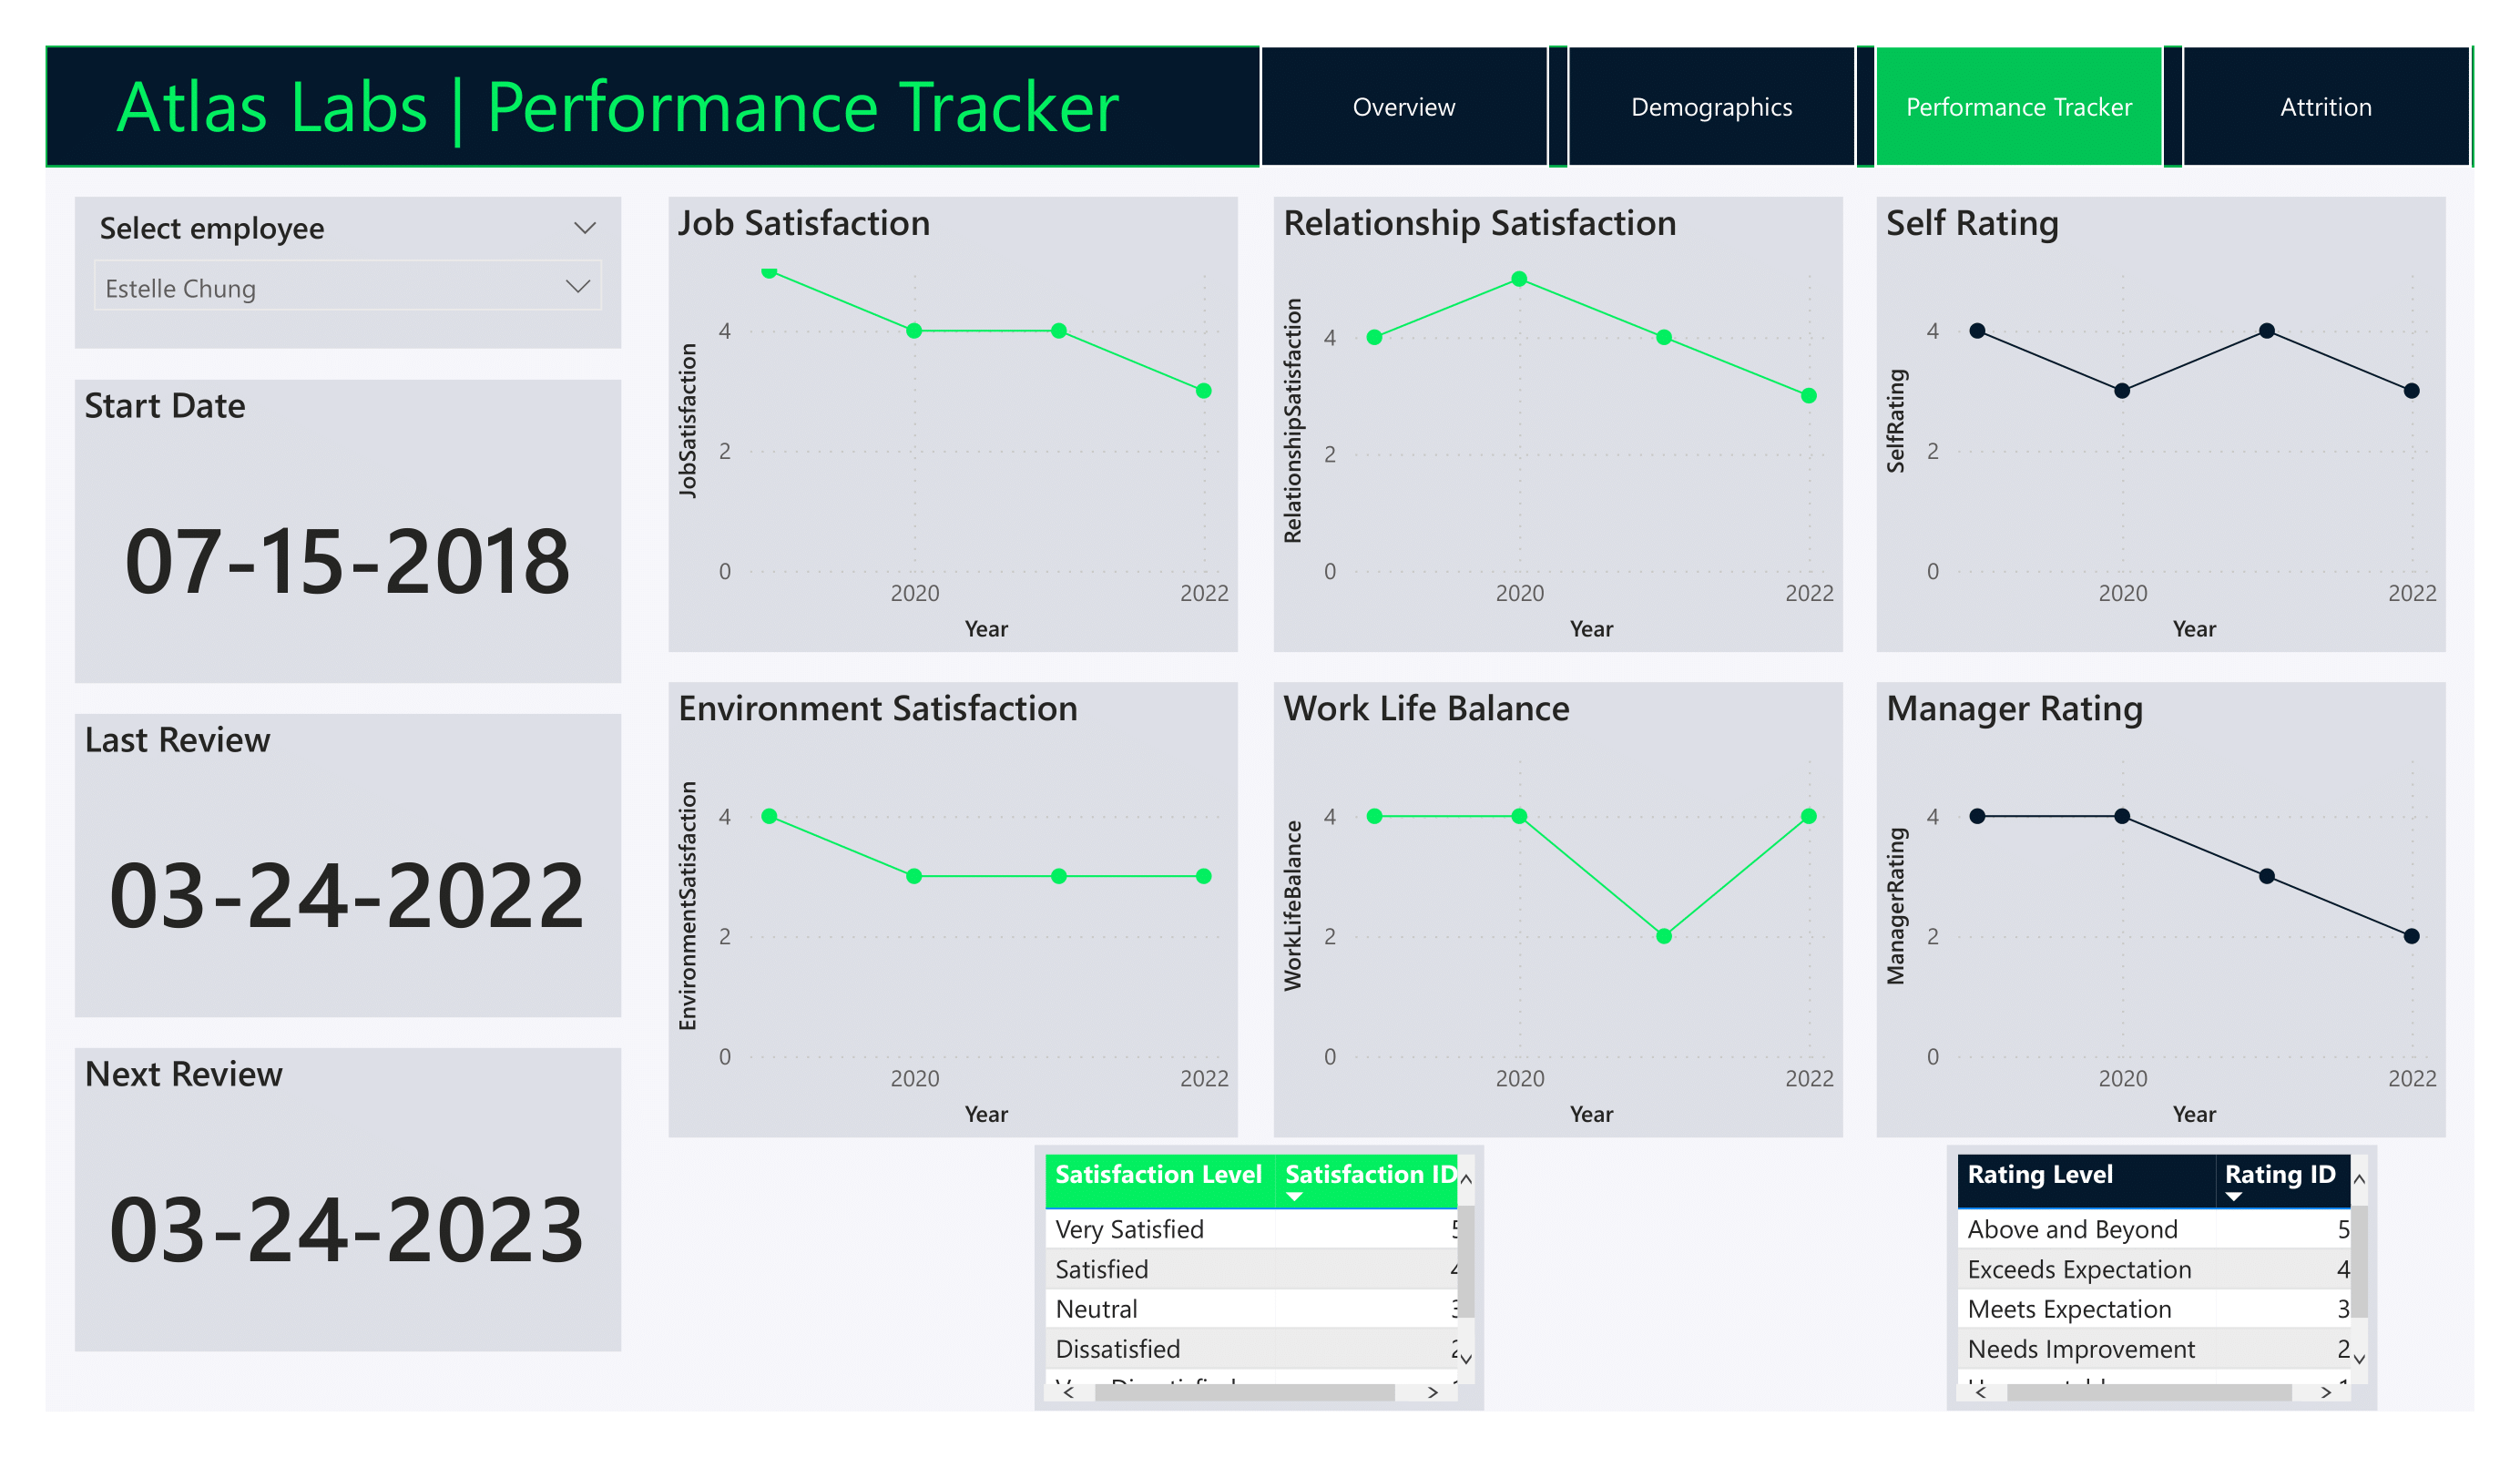 Atlas Labs | Performance Tracker
Overview
Demographics
Performance Tracker
Attrition
Select employee
Estelle Chung
Start Date
07-15-2018
Last Review
03-24-2022
Next Review
03-24-2023
Job Satisfaction
JobSatisfaction
4
2
0
2020
2022
Year
Relationship Satisfaction
RelationshipSatisfaction
4
2
0
2020
2022
Year
Self Rating
SelfRating
4
2
0
2020
2022
Year
Environment Satisfaction
EnvironmentSatisfaction
4
2
0
2020
2022
Year
Work Life Balance
WorkLifeBalance
4
2
0
2020
2022
Year
Manager Rating
ManagerRating
4
2
0
2020
2022
Year
Satisfaction Level Satisfaction ID
Very Satisfied 5
Satisfied 4
Neutral 3
Dissatisfied 2
Rating Level Rating ID
Above and Beyond 5
Exceeds Expectation 4
Meets Expectation 3
Needs Improvement 2